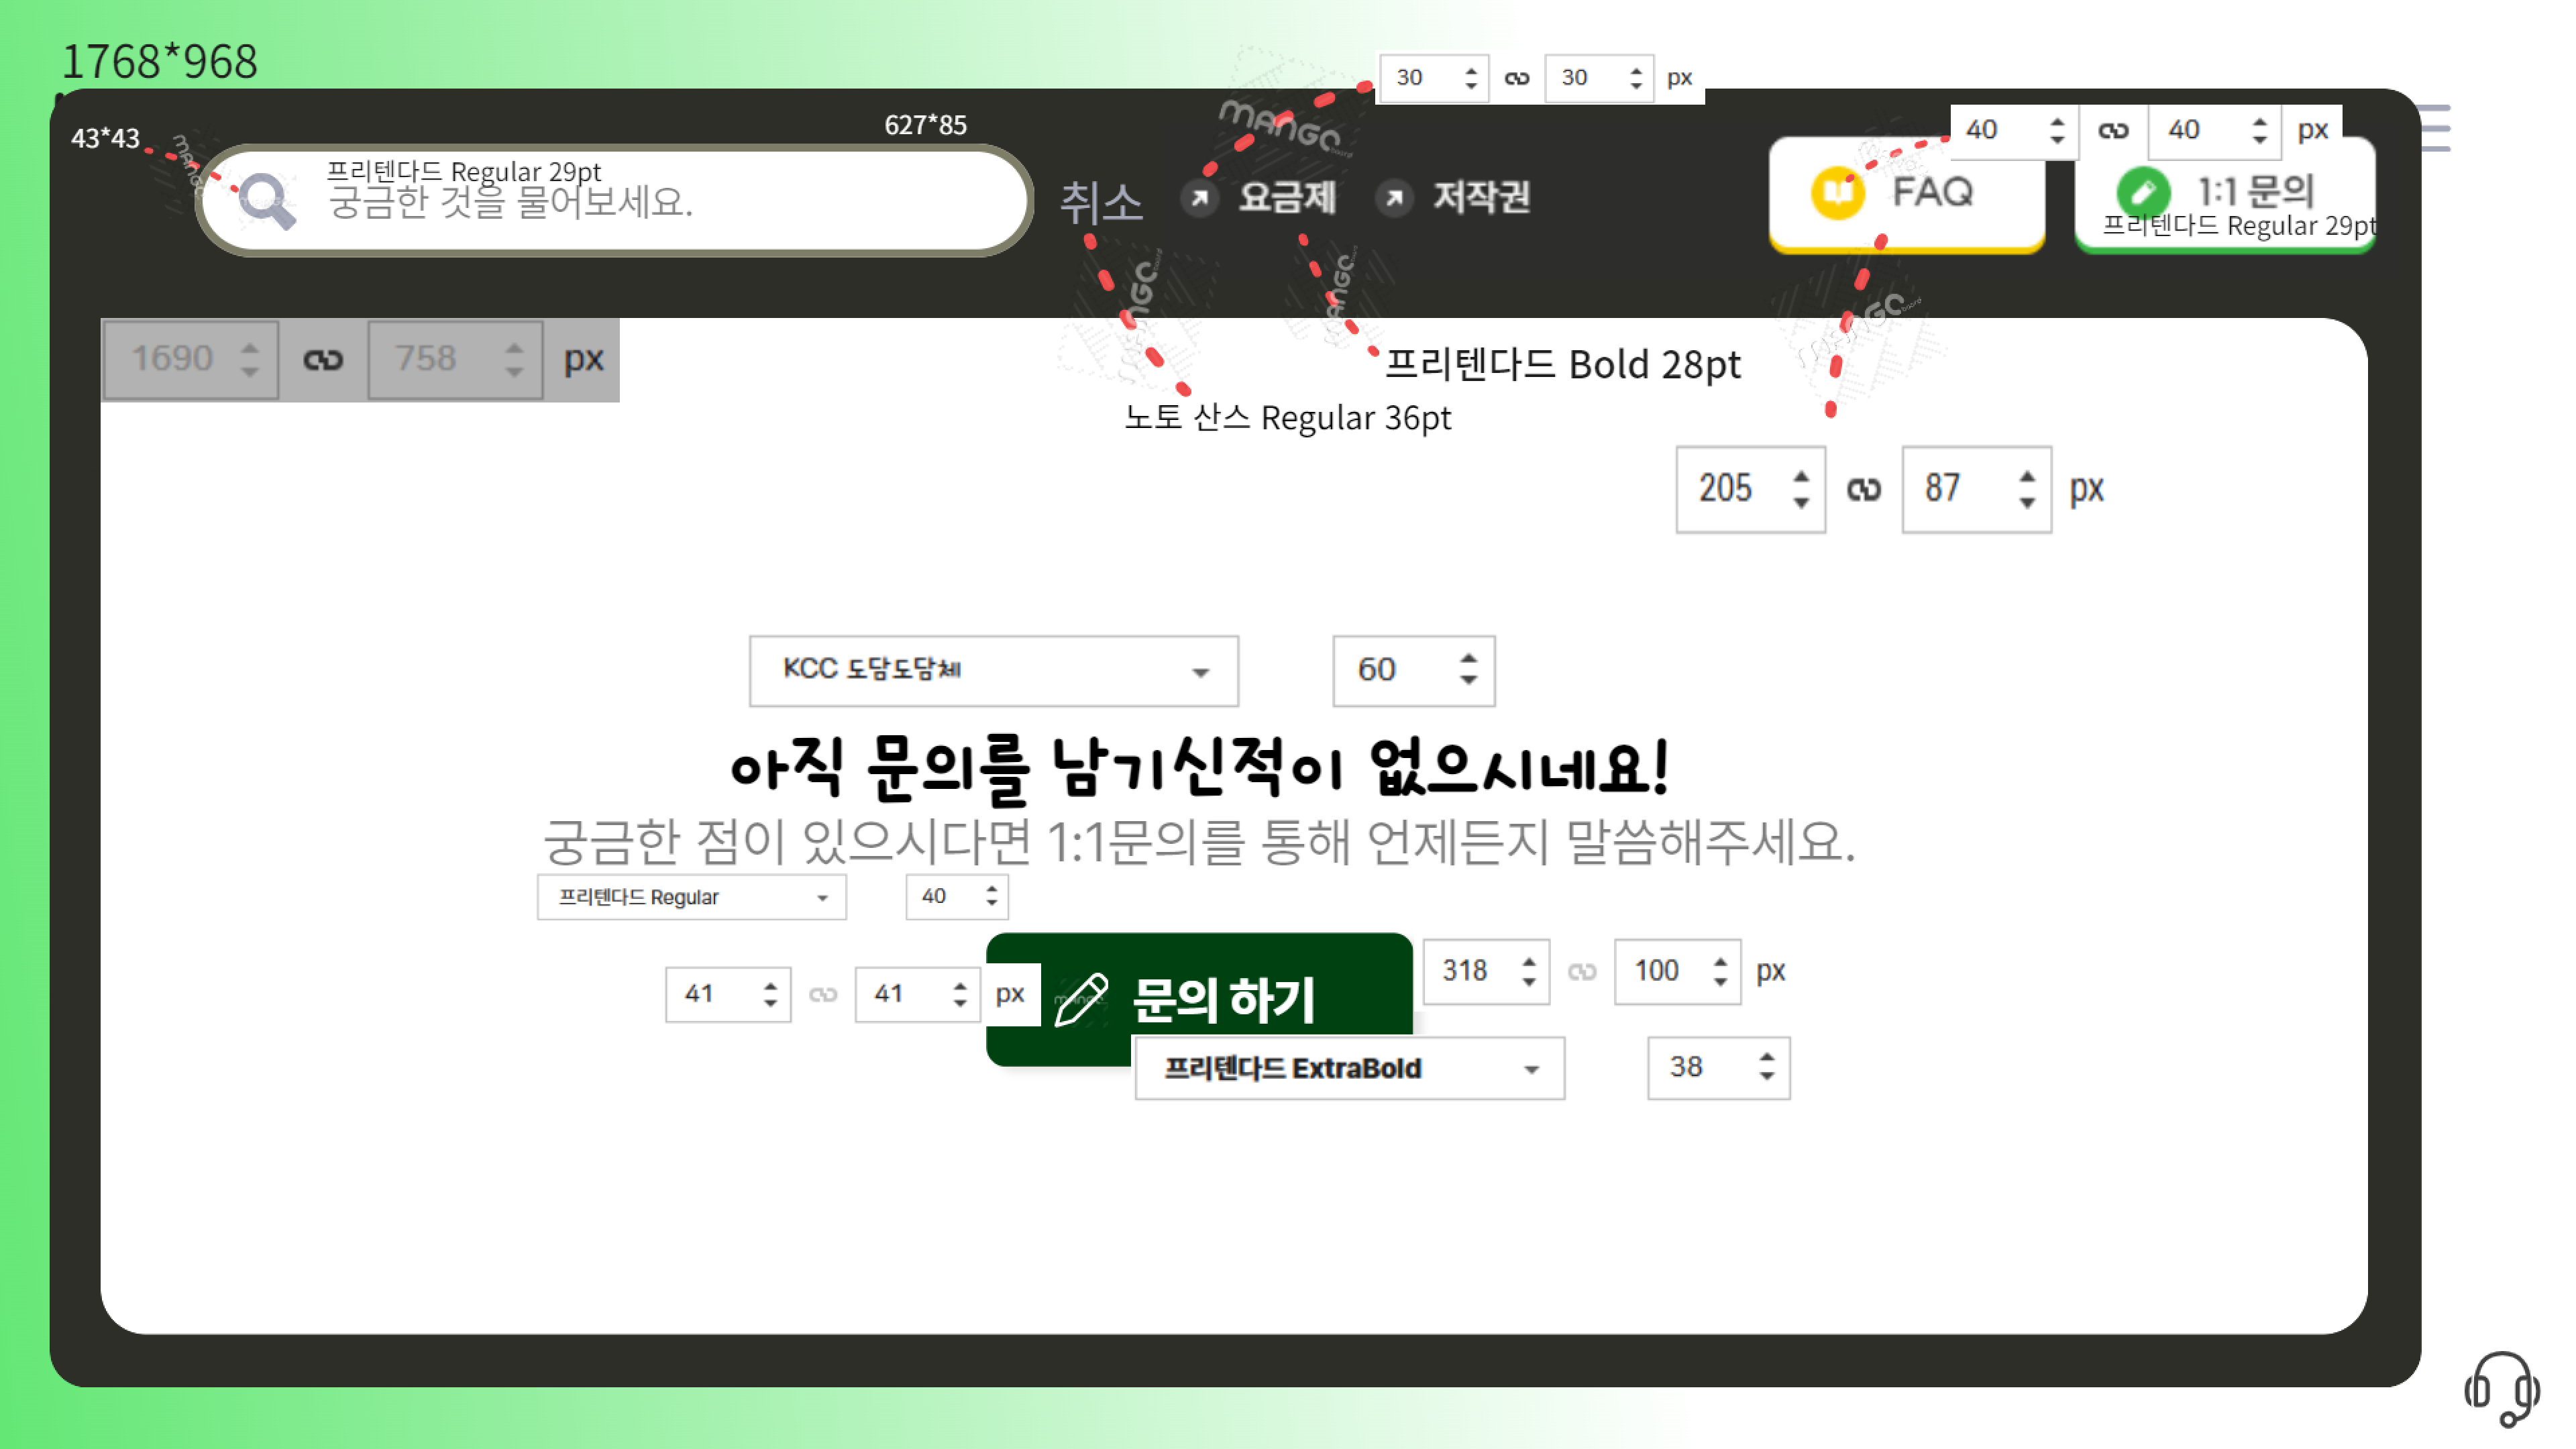 1768*968
30 30 px
43*43
627*85
40 40 px
프리텐다드 Regular 29pt
궁금한 것을 물어보세요.
취소
요금제
저작권
FAQ
1:1 문의
프리텐다드 Regular 29pt
mango board
1690 758 px
프리텐다드 Bold 28pt
노토 산스 Regular 36pt
205 87 px
KCC 도담도담체 60
아직 문의를 남기신적이 없으시네요!
궁금한 점이 있으시다면 1:1문의를 통해 언제든지 말씀해주세요.
프리텐다드 Regular 40
41 41 px
문의 하기
318 100 px
프리텐다드 ExtraBold 38